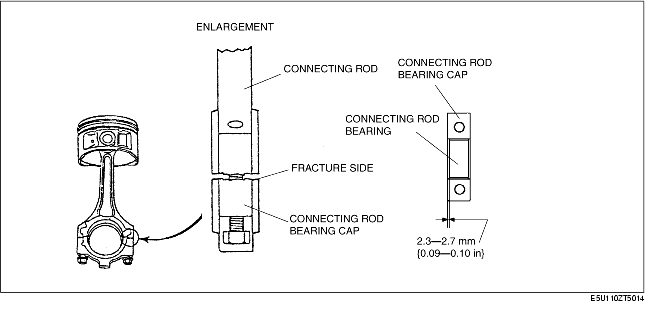 ENLARGEMENT
CONNECTING ROD
CONNECTING ROD
BEARING CAP
CONNECTING ROD
BEARING
FRACTURE SIDE
CONNECTING ROD
BEARING CAP
2.3—2.7 mm
{0.09—0.10 in}
E5U110ZT5014